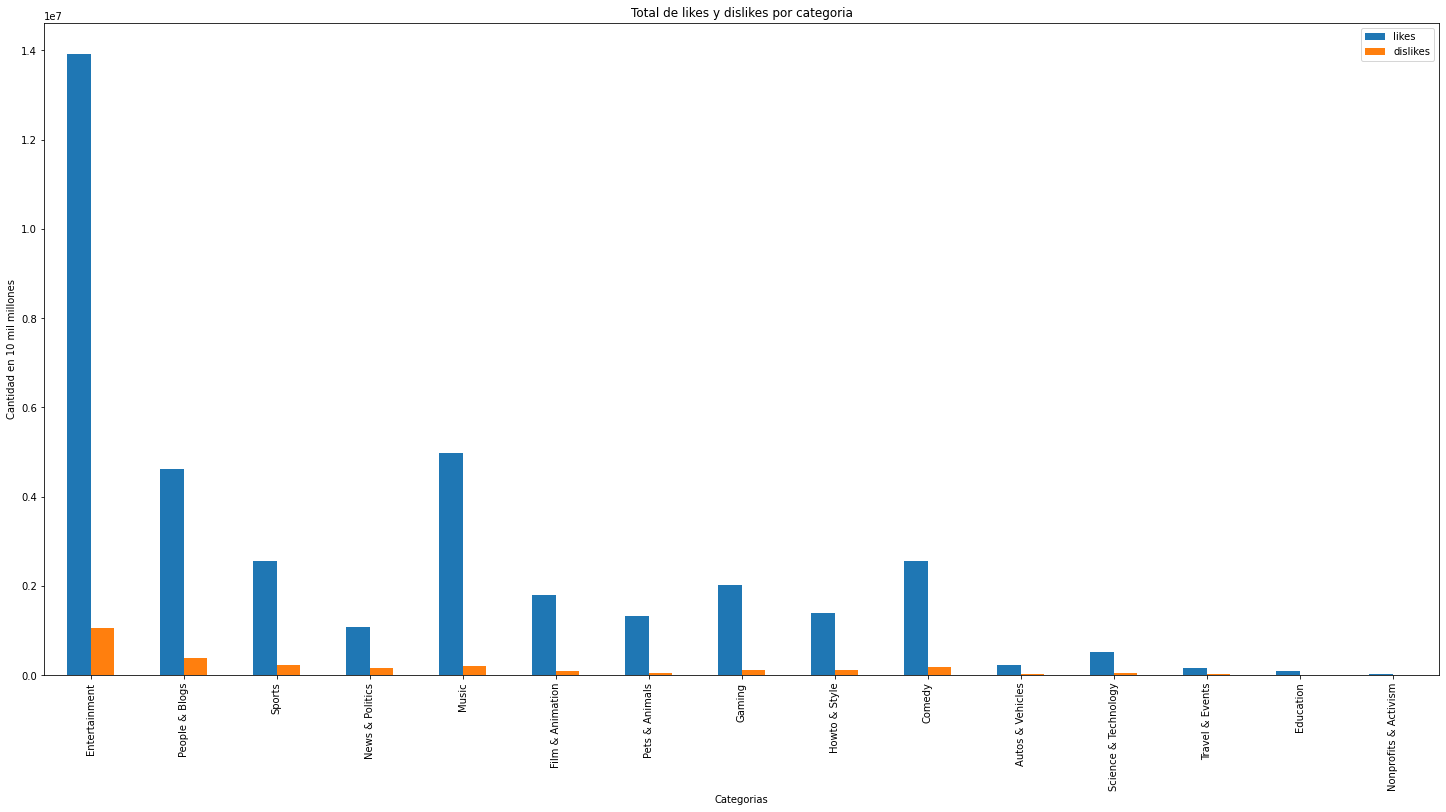 Total de likes y dislikes por categoria
1e7
likes
dislikes
1.4
1.2
1.0
0.8
0.6
0.4
0.2
0.0
Cantidad en 10 mil millones
Entertainment
People & Blogs
Sports
News & Politics
Music
Film & Animation
Pets & Animals
Gaming
Howto & Style
Comedy
Autos & Vehicles
Science & Technology
Travel & Events
Education
Nonprofits & Activism
Categorias